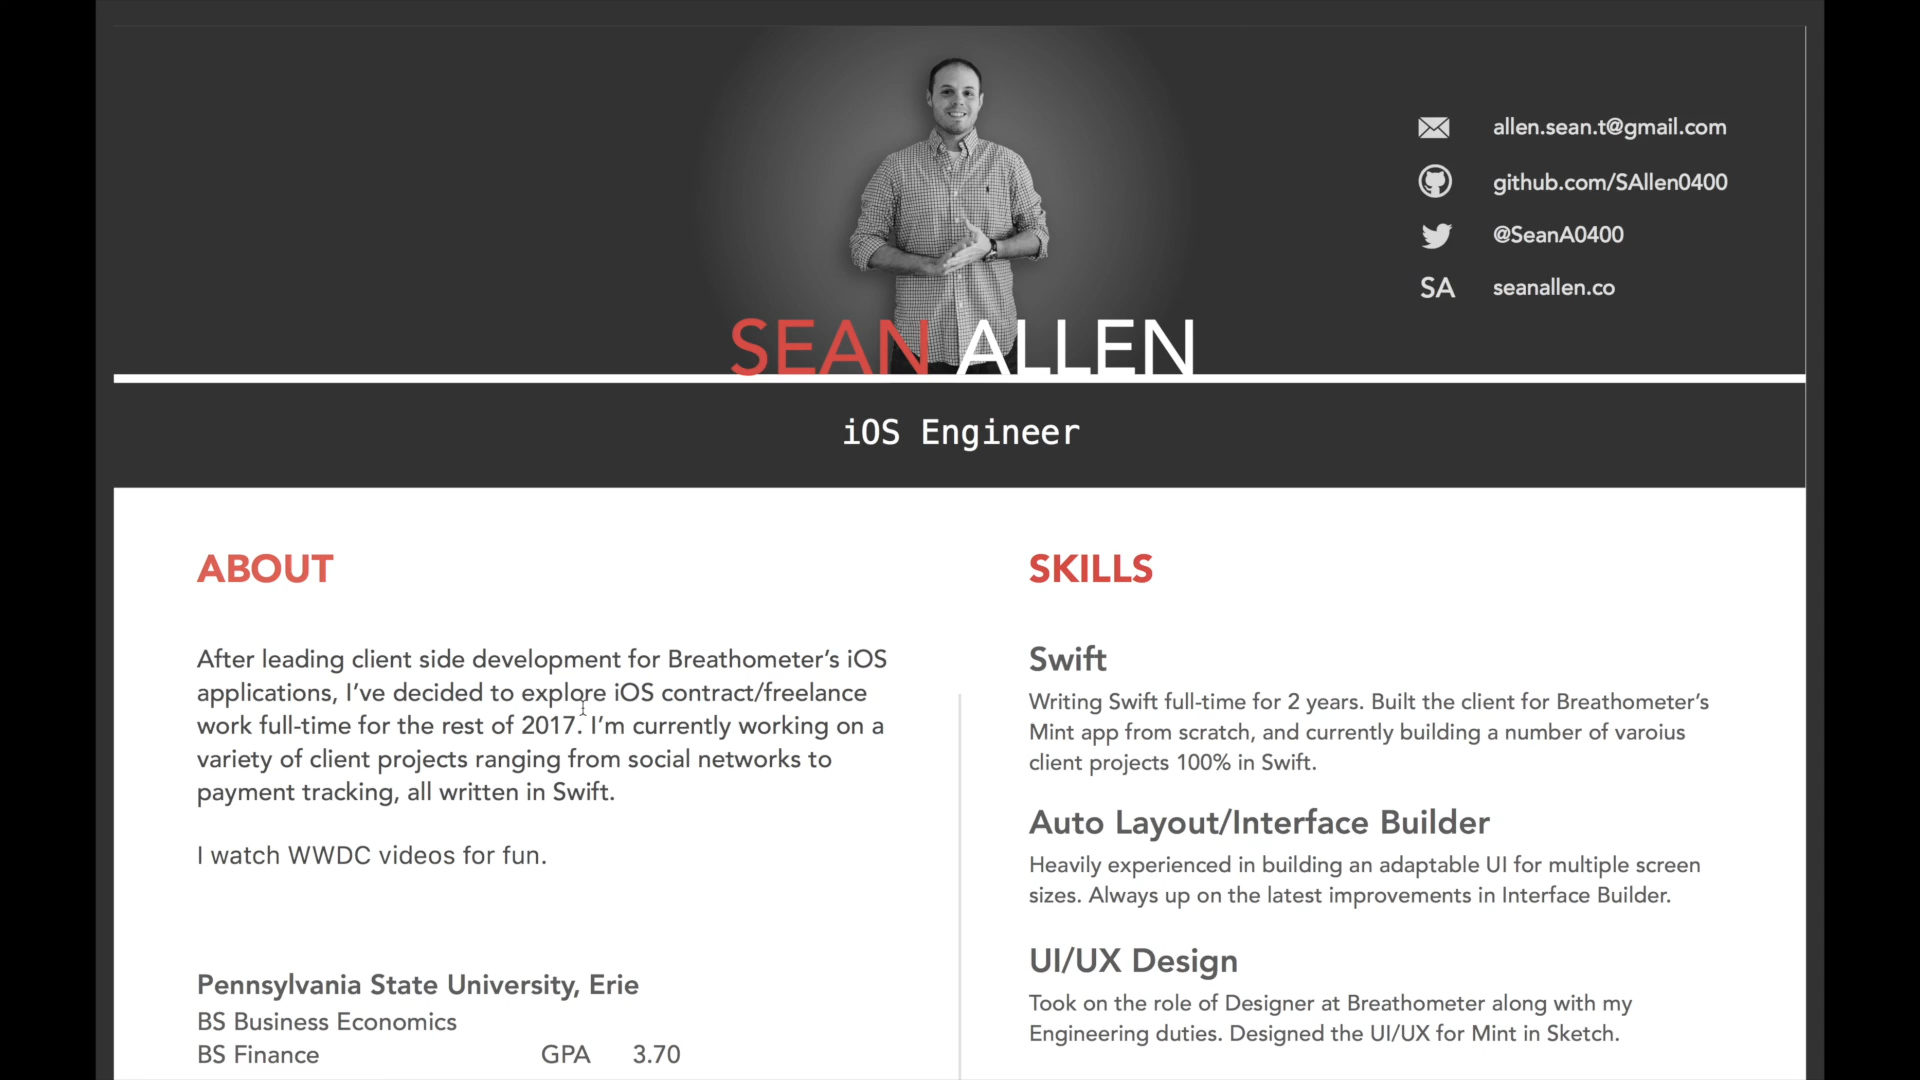 allen.sean.t@gmail.com
github.com/SAllen0400
@SeanA0400
SA seanallen.co
SEAN ALLEN
iOS Engineer
ABOUT
After leading client side development for Breathometer’s iOS
applications, I’ve decided to explore iOS contract/freelance
work full-time for the rest of 2017. I’m currently working on a
variety of client projects ranging from social networks to
payment tracking, all written in Swift.
I watch WWDC videos for fun.
Pennsylvania State University, Erie
BS Business Economics
BS Finance GPA 3.70
SKILLS
Swift
Writing Swift full-time for 2 years. Built the client for Breathometer’s
Mint app from scratch, and currently building a number of varoius
client projects 100% in Swift.
Auto Layout/Interface Builder
Heavily experienced in building an adaptable UI for multiple screen
sizes. Always up on the latest improvements in Interface Builder.
UI/UX Design
Took on the role of Designer at Breathometer along with my
Engineering duties. Designed the UI/UX for Mint in Sketch.